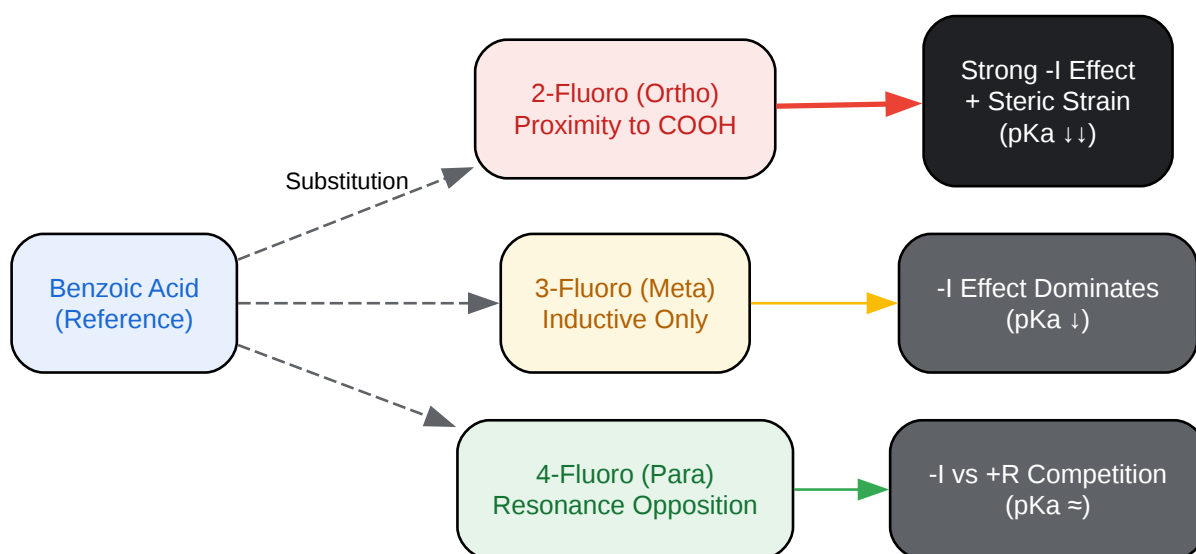 2-Fluoro (Ortho)
Proximity to COOH
Strong -I Effect
+ Steric Strain
(pKa ↓↓)
Substitution
Benzoic Acid
(Reference)
3-Fluoro (Meta)
Inductive Only
-I Effect Dominates
(pKa ↓)
4-Fluoro (Para)
Resonance Opposition
-I vs +R Competition
(pKa ≈)